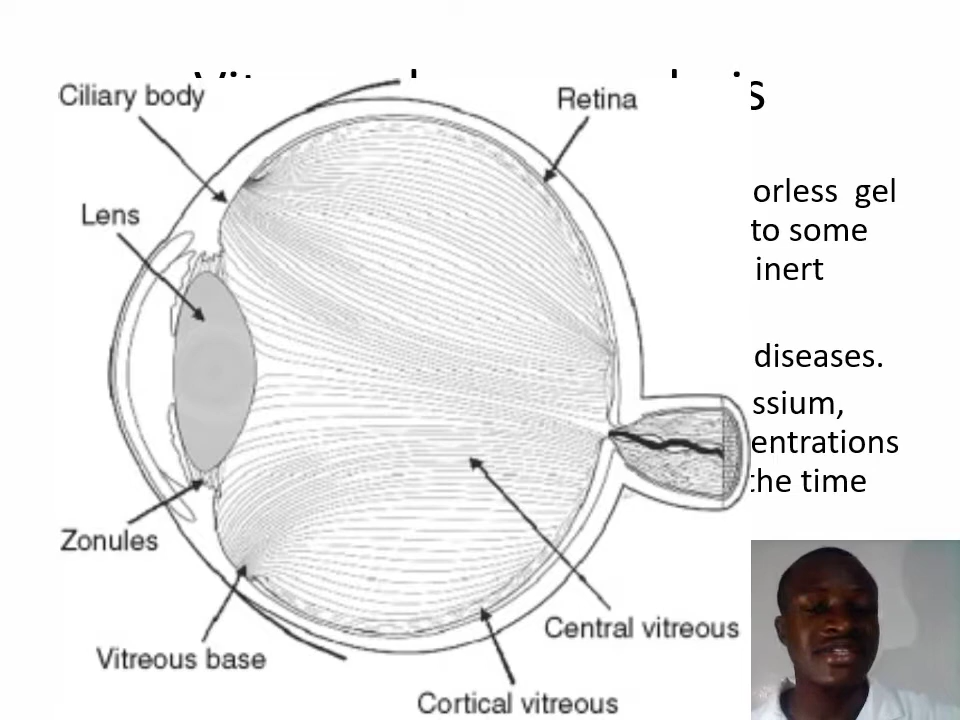 Ciliary body
Retina
Lens
orless gel
to some
inert
diseases.
ssium,
entrations
the time
Zonules
Central vitreous
Vitreous base
Cortical vitreous